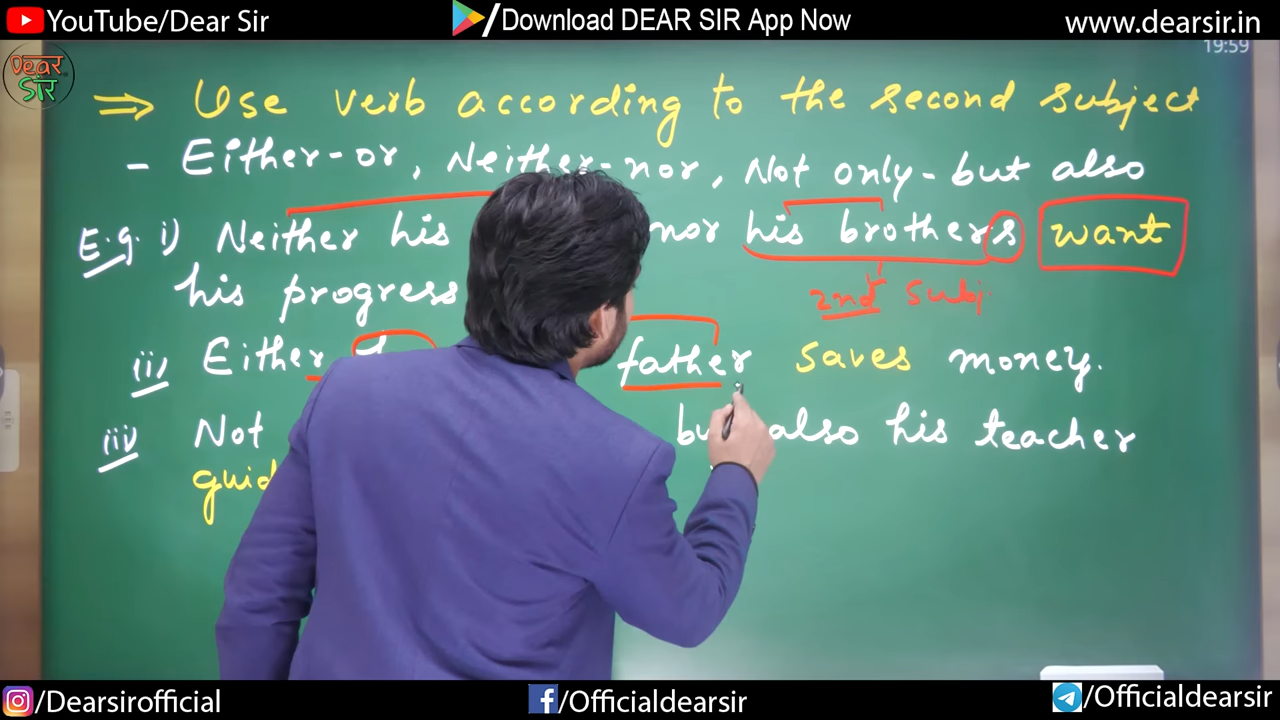 /YouTube/Dear Sir
/Download DEAR SIR App Now
www.dearsir.in
19:59
Dear
Sir
⇒ Use verb according to the second subject
- Either-or, Neither-nor, Not only-but also
E.g. i) Neither his nor his brothers want
his progress
2nd Subj.
ii) Either father saves money.
iii) Not but also his teacher
/Dearsirofficial
/Officialdearsir
/Officialdearsir